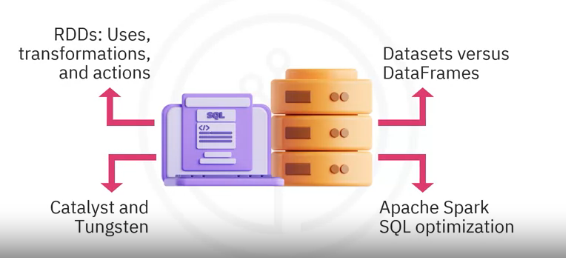 RDDs: Uses,
transformations,
and actions
Datasets versus
DataFrames
SQL
</>
Catalyst and
Tungsten
Apache Spark
SQL optimization